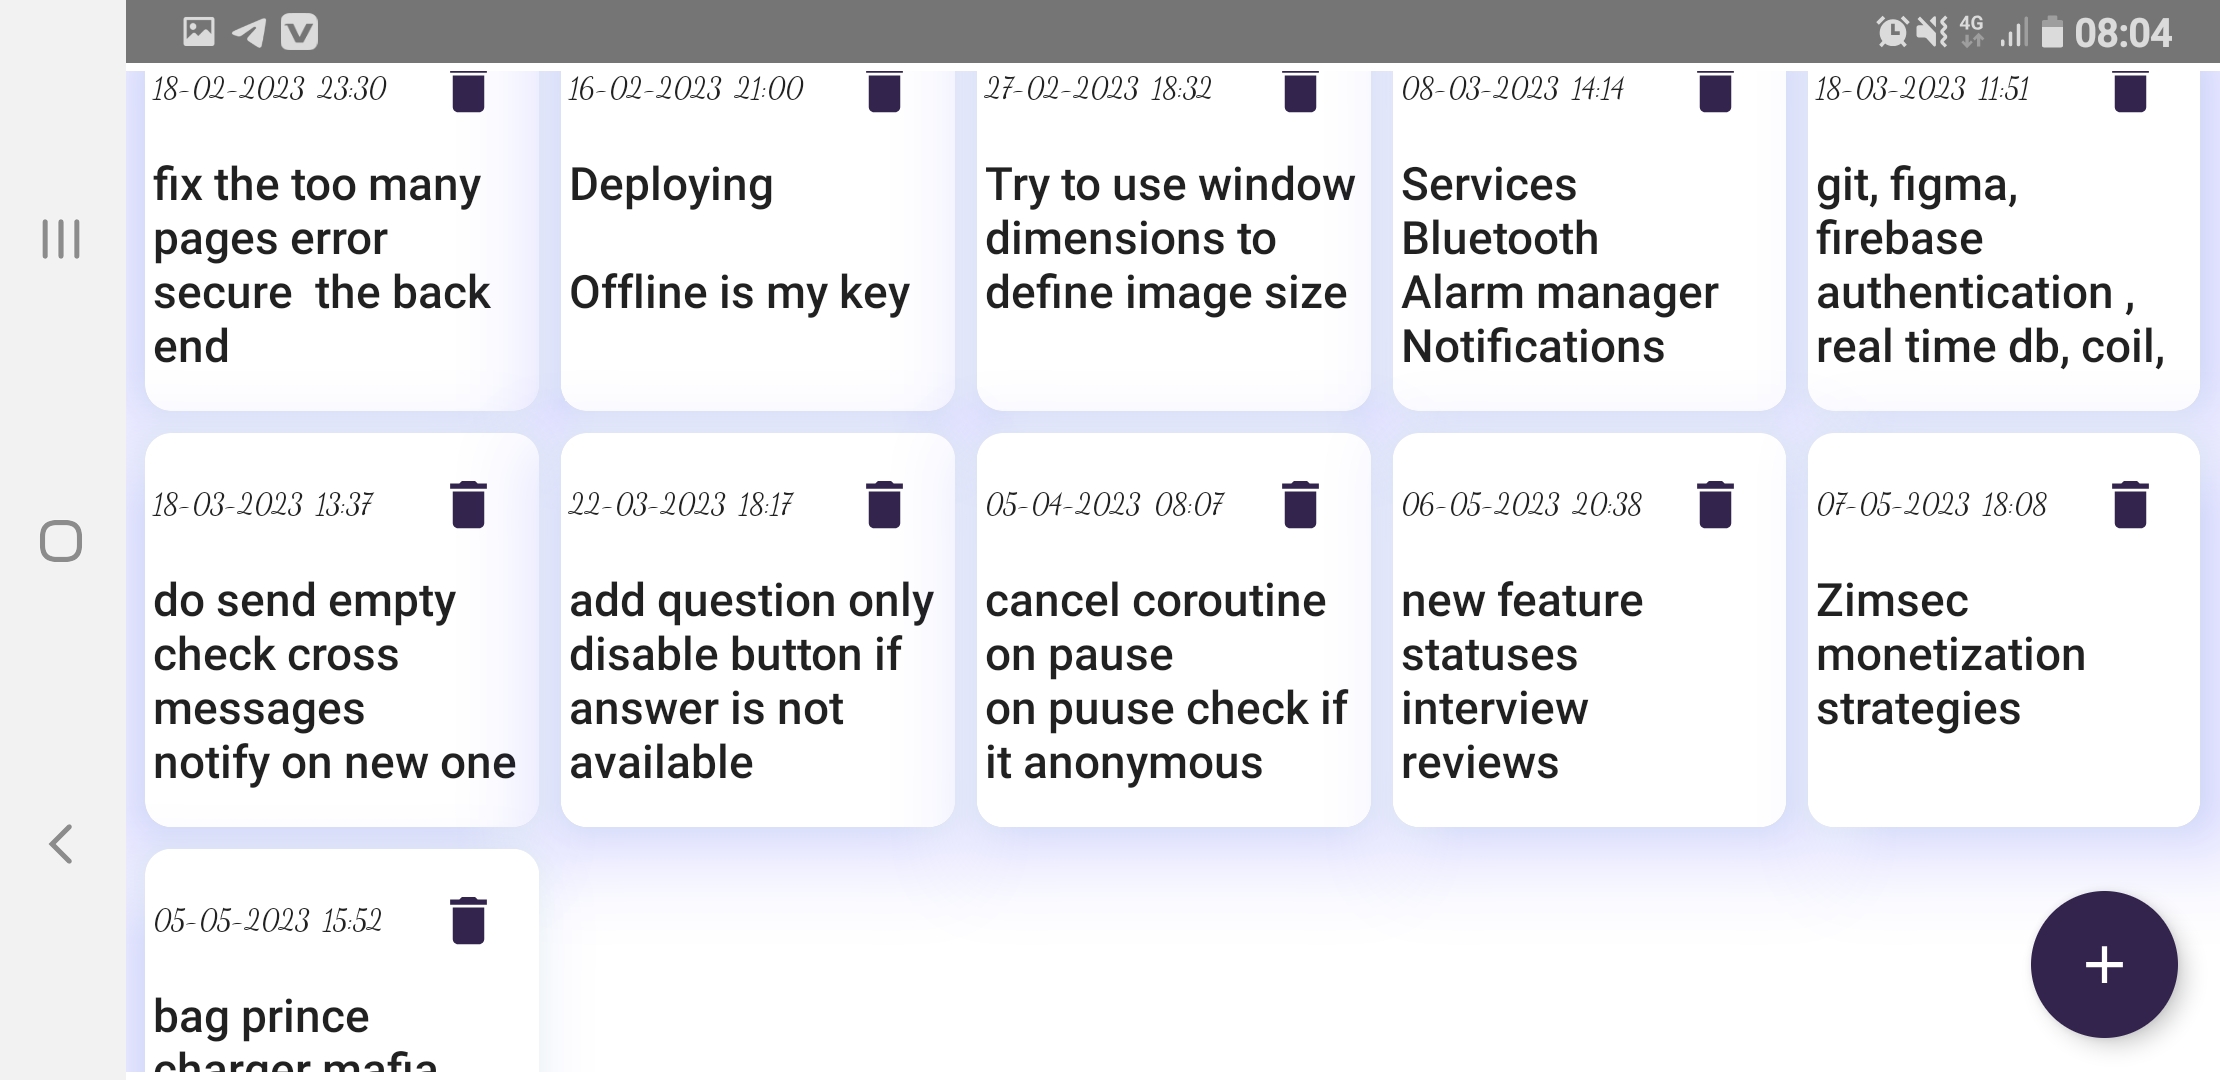 4G
08:04
18-02-2023 23:30
fix the too many
pages error
secure  the back
end
16-02-2023 21:00
Deploying
Offline is my key
27-02-2023 18:32
Try to use window
dimensions to
define image size
08-03-2023 14:14
Services
Bluetooth
Alarm manager
Notifications
18-03-2023 11:51
git, figma,
firebase
authentication ,
real time db, coil,
18-03-2023 13:37
do send empty
check cross
messages
notify on new one
22-03-2023 18:17
add question only
disable button if
answer is not
available
05-04-2023 08:07
cancel coroutine
on pause
on puuse check if
it anonymous
06-05-2023 20:38
new feature
statuses
interview
reviews
07-05-2023 18:08
Zimsec
monetization
strategies
05-05-2023 15:52
bag prince
charger mafia